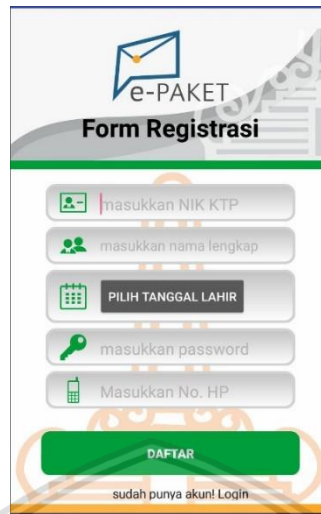 e-PAKET
Form Registrasi
masukkan NIK KTP
masukkan nama lengkap
PILIH TANGGAL LAHIR
masukkan password
Masukkan No. HP
DAFTAR
sudah punya akun! Login